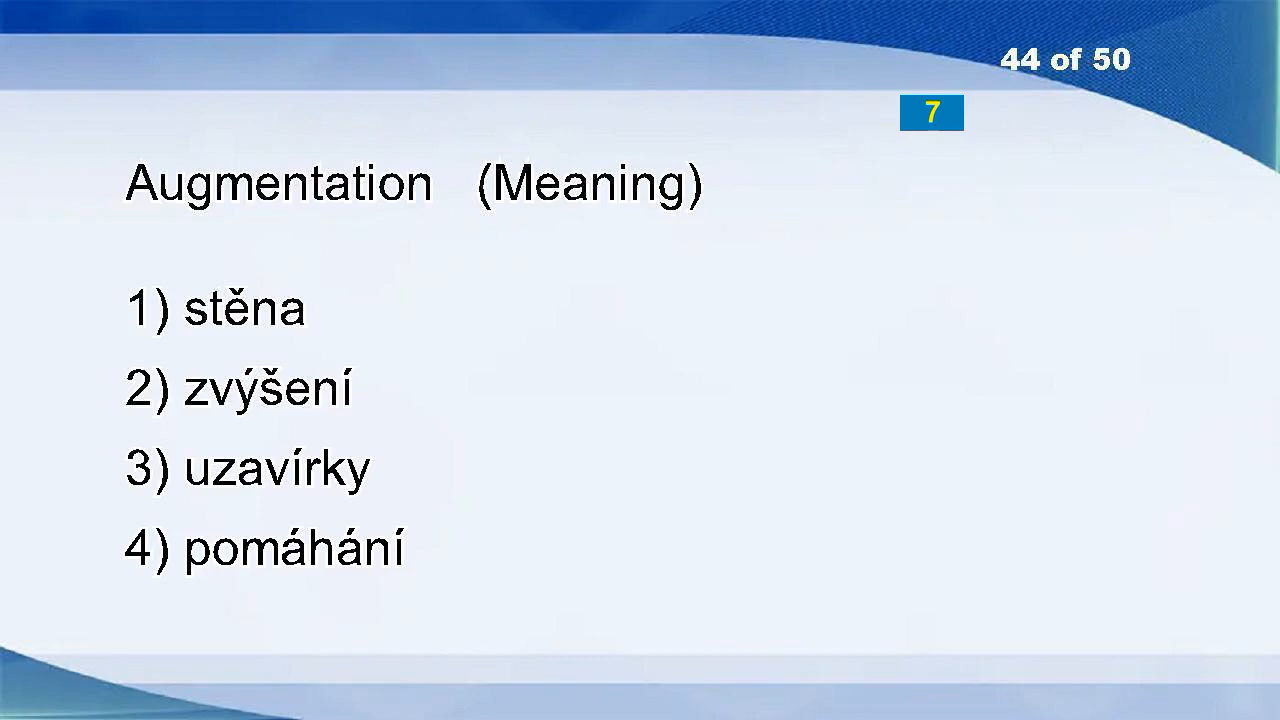 44 of 50
7
Augmentation (Meaning)
1) stěna
2) zvýšení
3) uzavírky
4) pomáhání